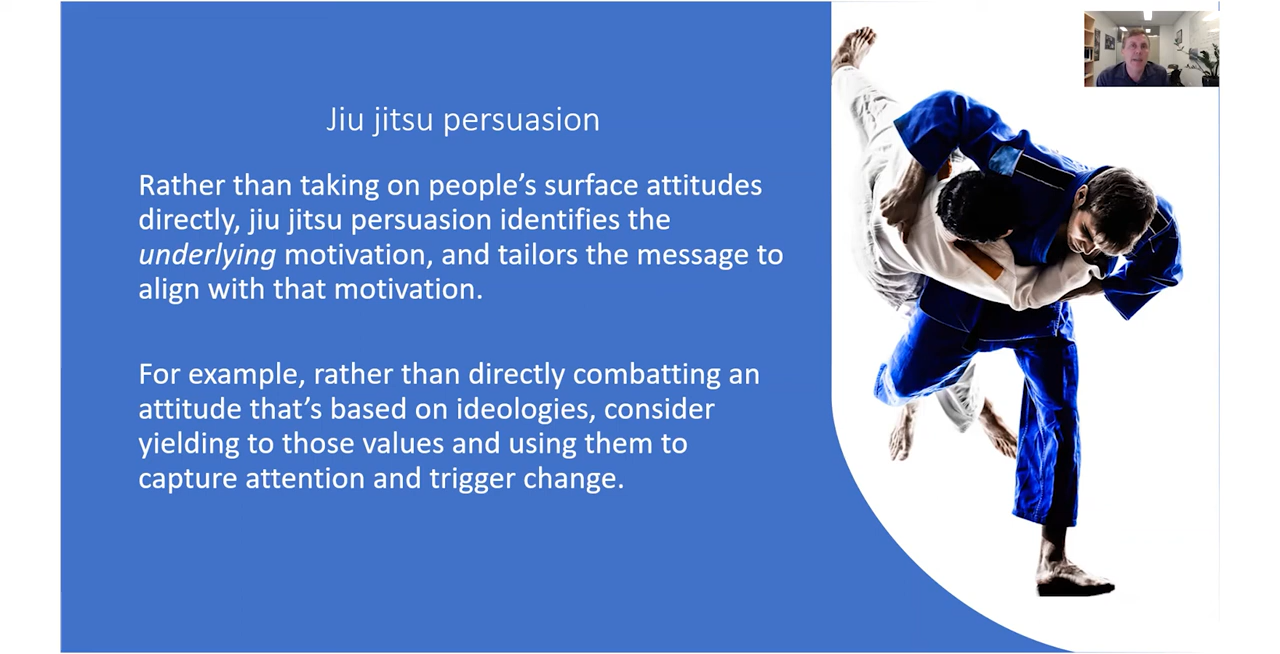 Jiu jitsu persuasion
Rather than taking on people’s surface attitudes
directly, jiu jitsu persuasion identifies the
underlying motivation, and tailors the message to
align with that motivation.
For example, rather than directly combatting an
attitude that’s based on ideologies, consider
yielding to those values and using them to
capture attention and trigger change.